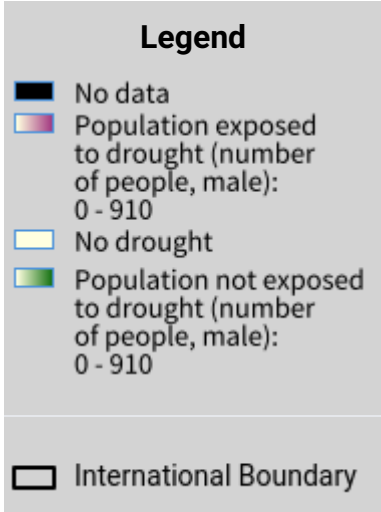 Legend
No data
Population exposed
to drought (number
of people, male):
0 - 910
No drought
Population not exposed
to drought (number
of people, male):
0 - 910
International Boundary